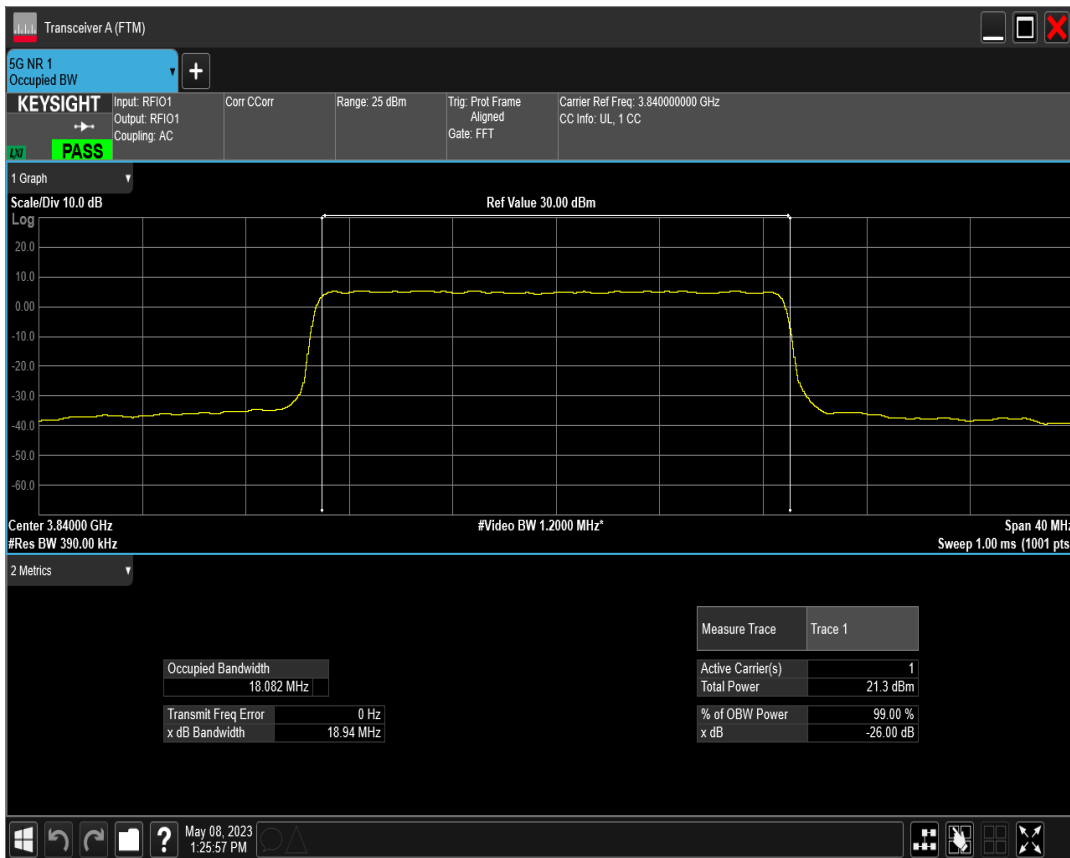 Transceiver A (FTM)
5G NR 1
Occupied BW
+
KEYSIGHT
LXI
PASS
Input: RFIO1
Output: RFIO1
Coupling: AC
Corr CCorr
Range: 25 dBm
Trig: Prot Frame
Aligned
Gate: FFT
Carrier Ref Freq: 3.840000000 GHz
CC Info: UL, 1 CC
1 Graph
Scale/Div 10.0 dB
Ref Value 30.00 dBm
Log
20.0
10.0
0.00
-10.0
-20.0
-30.0
-40.0
-50.0
-60.0
Center 3.84000 GHz
#Video BW 1.2000 MHz*
Span 40 MHz
#Res BW 390.00 kHz
Sweep 1.00 ms (1001 pts
2 Metrics
Measure Trace Trace 1
Occupied Bandwidth
18.082 MHz
Active Carrier(s) 1
Total Power 21.3 dBm
Transmit Freq Error 0 Hz
x dB Bandwidth 18.94 MHz
% of OBW Power 99.00 %
x dB -26.00 dB
?
May 08, 2023
1:25:57 PM